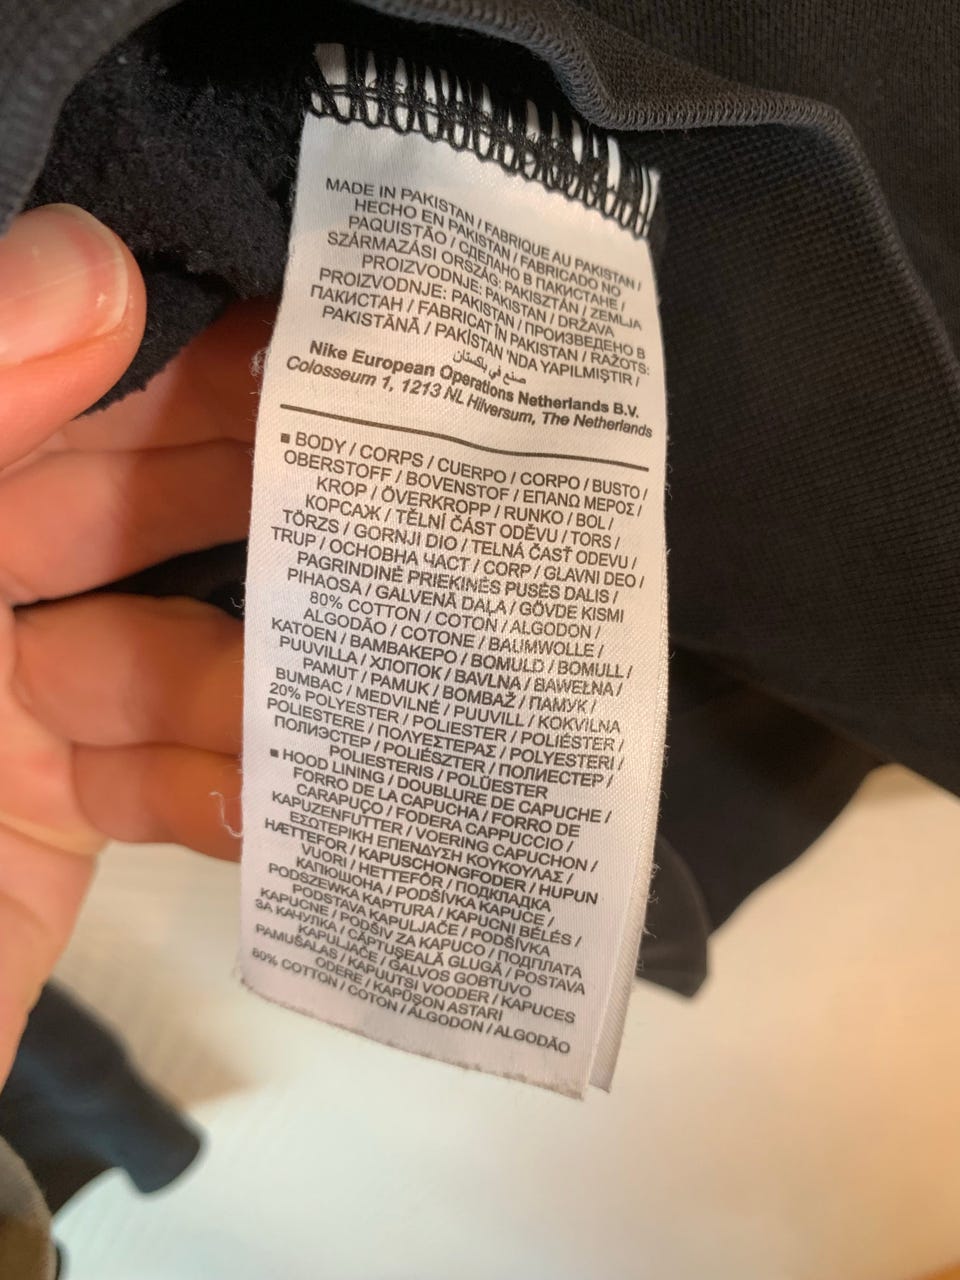 MADE IN PAKISTAN / FABRIQUE AU PAKISTAN /
HECHO EN PAKISTAN / FABRICADO NO
PAQUISTÃO / СДЕЛАНО В ПАКИСТАНЕ /
SZÁRMAZÁSI ORSZÁG: PAKISZTÁN / ZEMLJA
PROIZVODNJE: PAKISTAN / DRŽAVA
PROIZVODNJE: PAKISTAN / ПРОИЗВЕДЕНО В
ПАКИСТАН / FABRICAT ÎN PAKISTAN / RAŽOTS:
PAKISTĀNĀ / PAKİSTAN 'NDA YAPILMIŞTIR /
صنع في باكستان
Nike European Operations Netherlands B.V.
Colosseum 1, 1213 NL Hilversum, The Netherlands
■ BODY / CORPS / CUERPO / CORPO / BUSTO /
OBERSTOFF / BOVENSTOF / ΕΠΑΝΩ ΜΕΡΟΣ /
KROP / ÖVERKROPP / RUNKO / BOL /
КОРСАЖ / TĚLNÍ ČÁST ODĚVU / TORS /
TÖRZS / GORNJI DIO / TELNÁ ČASŤ ODEVU /
TRUP / ОСНОВНА ЧАСТ / CORP / GLAVNI DEO /
PAGRINDINĖ PRIEKINĖS PUSĖS DALIS /
PIHAOSA / GALVENĀ DAĻA / GÖVDE KISMI
80% COTTON / COTON / ALGODON /
ALGODÃO / COTONE / BAUMWOLLE /
KATOEN / ΒΑΜΒΑΚΕΡΟ / BOMULD / BOMULL /
PUUVILLA / ХЛОПОК / BAVLNA / BAWEŁNA /
PAMUT / PAMUK / BOMBAŽ / ПАМУК /
BUMBAC / MEDVILNĖ / PUUVILL / KOKVILNA
20% POLYESTER / POLIESTER / POLIÉSTER /
POLIESTERE / ΠΟΛΥΕΣΤΕΡΑΣ / POLYESTERI /
ПОЛИЭСТЕР / POLIÉSZTER / ПОЛИЕСТЕР /
POLIESTERIS / POLÜESTER
■ HOOD LINING / DOUBLURE DE CAPUCHE /
FORRO DE LA CAPUCHA / FORRO DE
CARAPUÇO / FODERA CAPPUCCIO /
KAPUZENFUTTER / VOERING CAPUCHON /
ΕΣΩΤΕΡΙΚΗ ΕΠΕΝΔΥΣΗ ΚΟΥΚΟΥΛΑΣ /
HÆTTEFOR / KAPUSCHONGFODER / HUPUN
VUORI / HETTEFÔR / ПОДКЛАДКА
КАПЮШОНА / PODŠÍVKA KAPUCE /
PODSZEWKA KAPTURA / KAPUCNI BÉLÉS /
PODSTAVA KAPULJAČE / PODŠÍVKA
KAPUCNE / PODŠIV ZA KAPUCO / ПОДПЛАТА
ЗА КАЧУЛКА / CĂPTUŞEALĂ GLUGĂ / POSTAVA
KAPULJAČE / GALVOS GOBTUVO
PAMUŠALAS / KAPUUTSI VOODER / KAPUCES
ODERE / KAPÜŞON ASTARI
80% COTTON / COTON / ALGODON / ALGODÃO